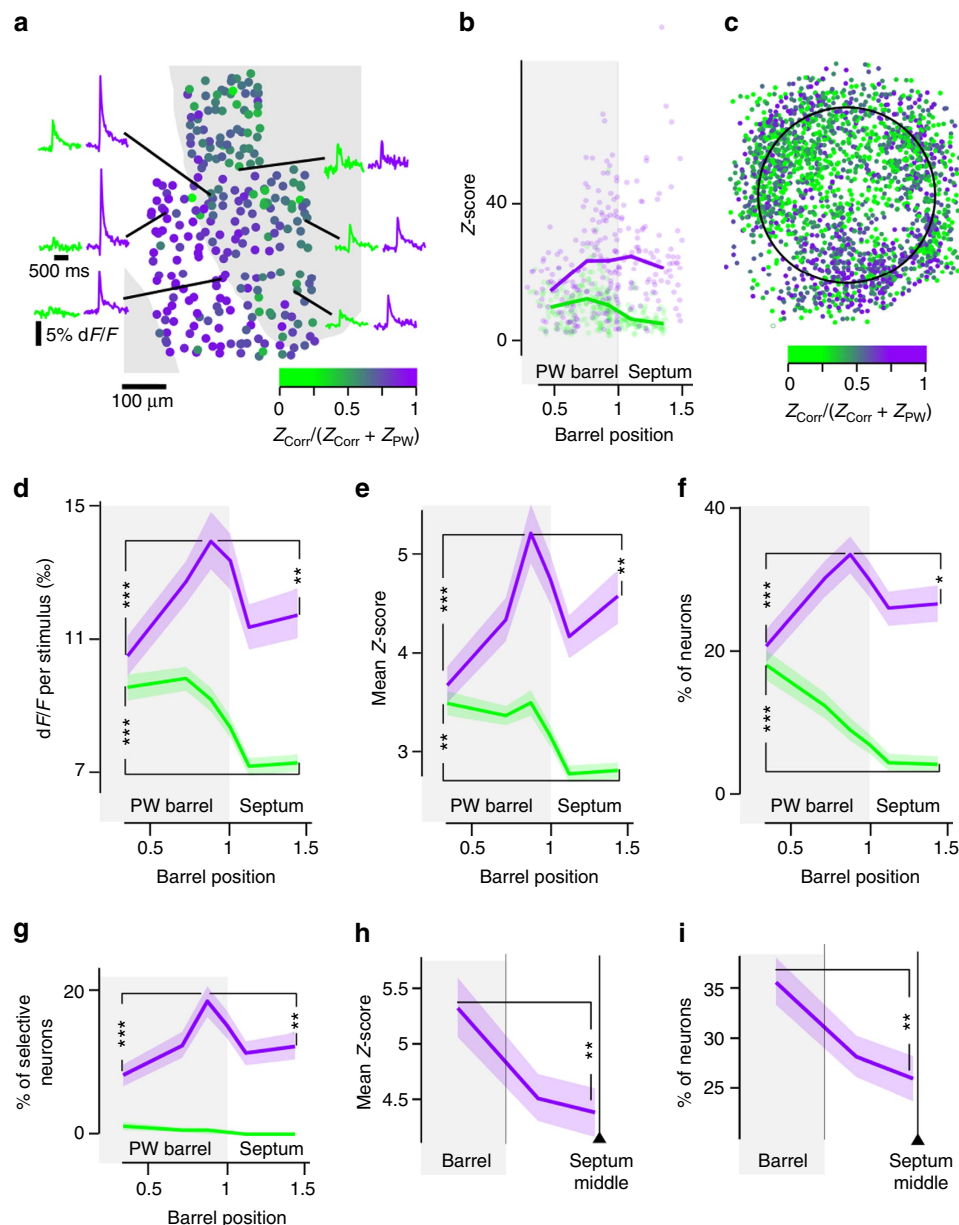 a
500 ms
5% dF/F
100 μm
0
0.5
1
ZCorr/(ZCorr + ZPW)
b
Z-score
40
0
PW barrel
Septum
0.5
1
1.5
Barrel position
c
0
0.5
1
ZCorr/(ZCorr + ZPW)
d
dF/F per stimulus (‰)
15
11
7
***
**
***
PW barrel
Septum
0.5
1
1.5
Barrel position
e
Mean Z-score
5
4
3
***
**
**
PW barrel
Septum
0.5
1
1.5
Barrel position
f
% of neurons
40
20
0
***
*
***
PW barrel
Septum
0.5
1
1.5
Barrel position
g
% of selective
neurons
20
0
***
**
PW barrel
Septum
0.5
1
1.5
Barrel position
h
Mean Z-score
5.5
5
4.5
**
Barrel
Septum
middle
i
% of neurons
35
30
25
**
Barrel
Septum
middle